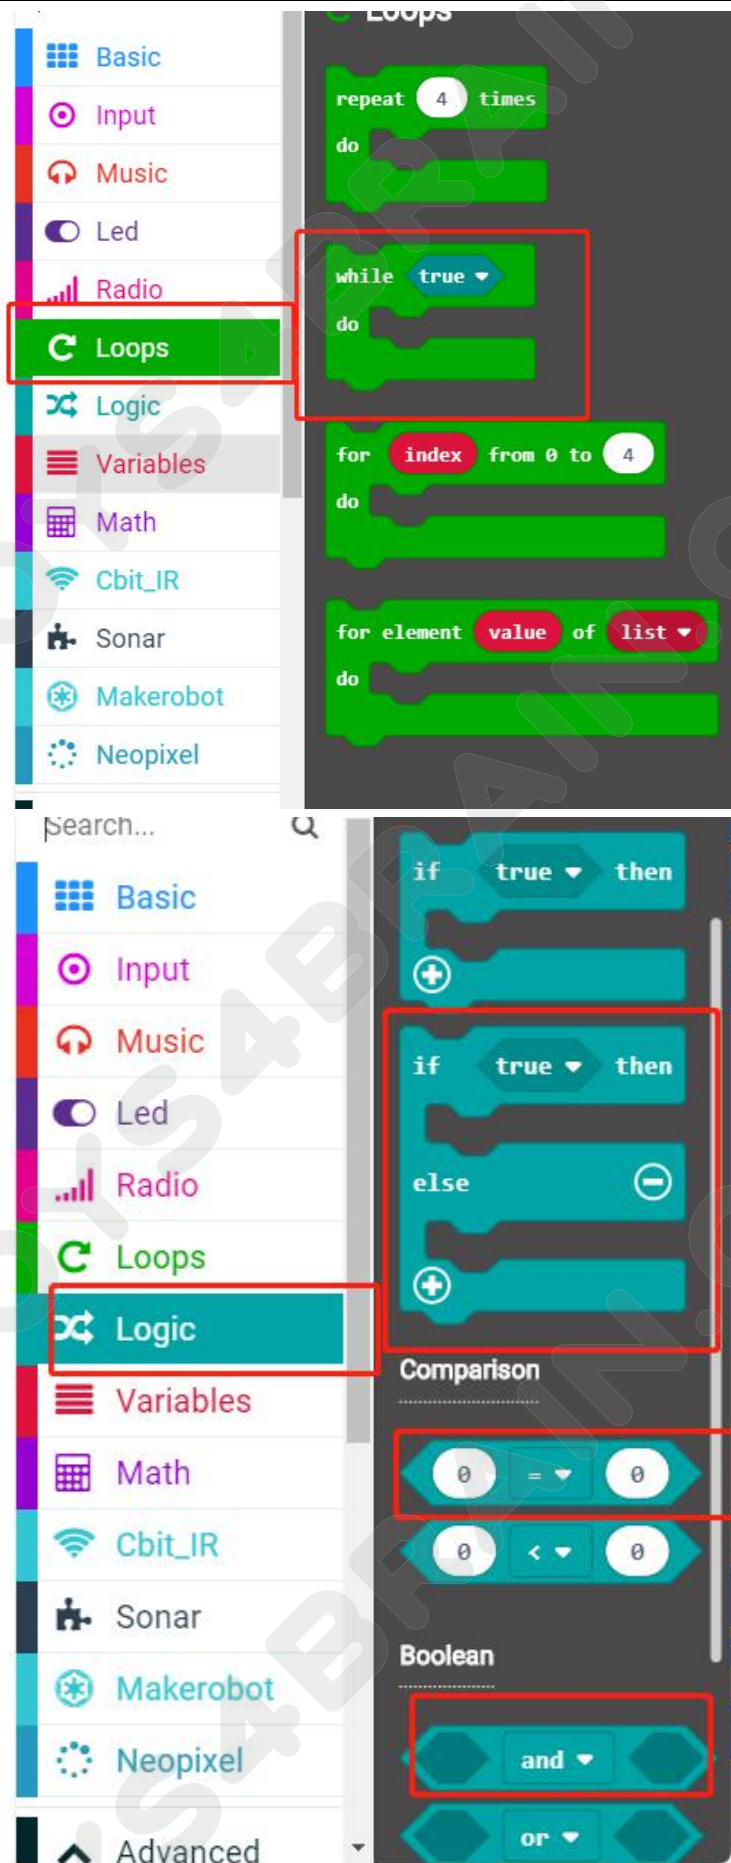 Loops
Basic
Input
Music
Led
Radio
Loops
Logic
Variables
Math
Cbit_IR
Sonar
Makerobot
Neopixel
repeat 4 times
do
while true
do
for index from 0 to 4
do
for element value of list
do
Search...
Basic
Input
Music
Led
Radio
Loops
Logic
Variables
Math
Cbit_IR
Sonar
Makerobot
Neopixel
Advanced
if true then
if true then
else
Comparison
0 = 0
0 < 0
Boolean
and
or